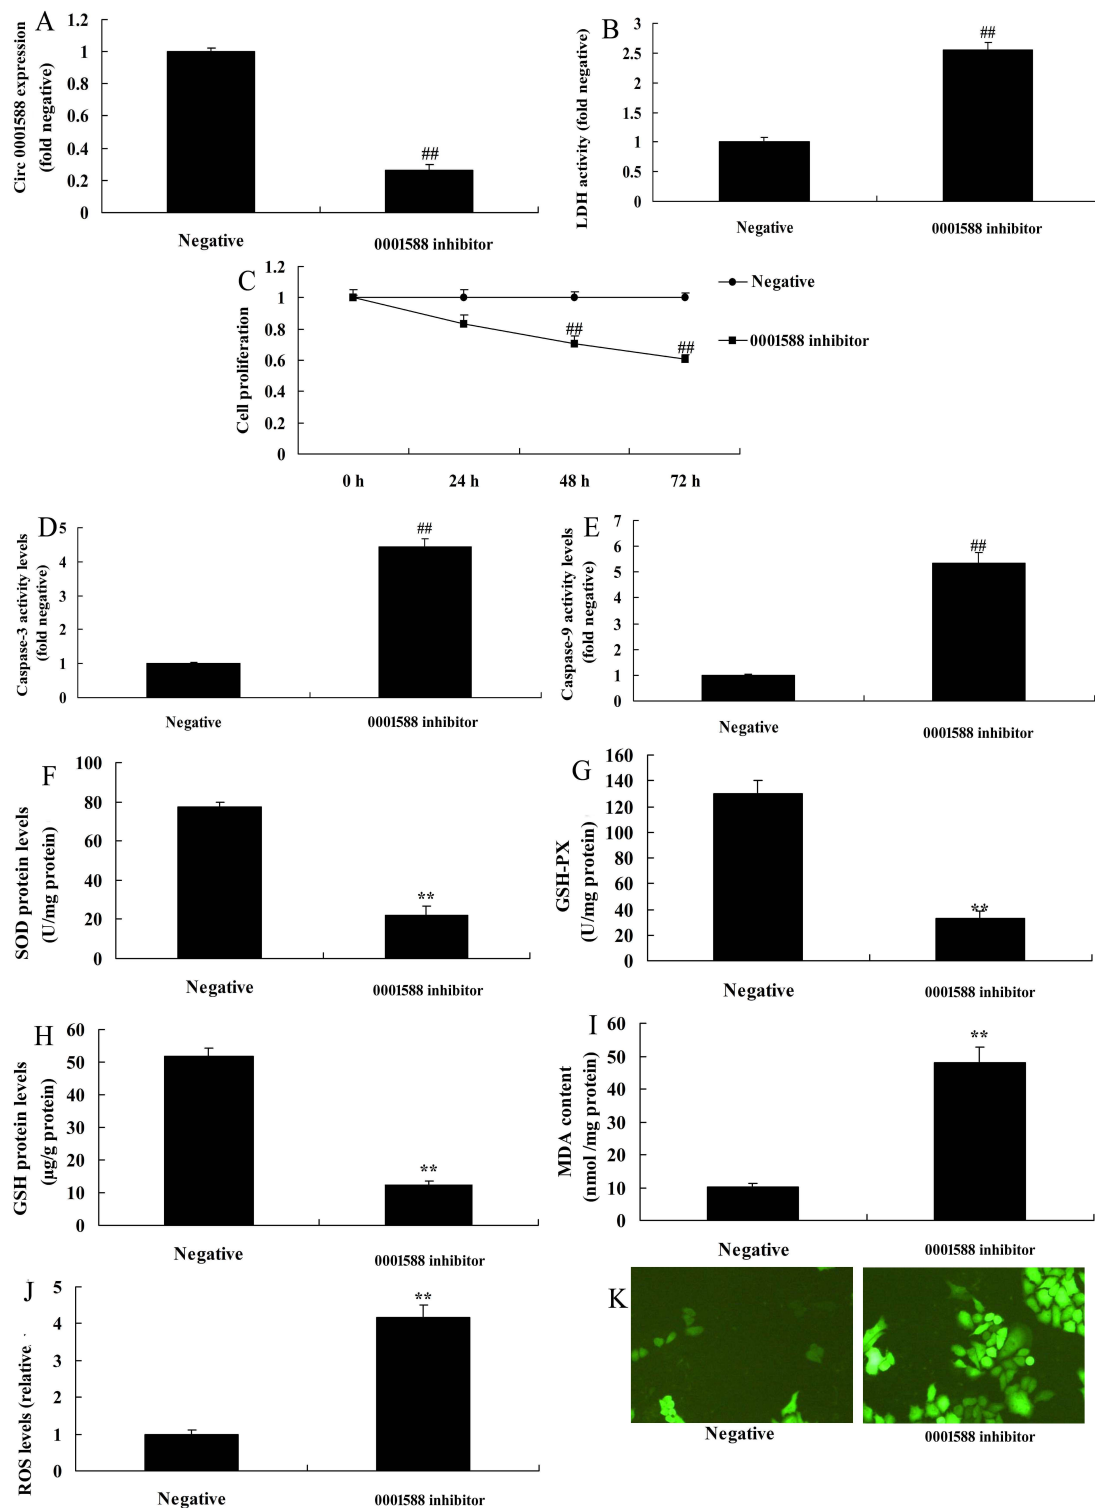 A
Circ 0001588 expression
(fold negative)
1.2
1
0.8
0.6
0.4
0.2
0
##
Negative
0001588 inhibitor
B
LDH activity (fold negative)
3
2.5
2
1.5
1
0.5
0
##
Negative
0001588 inhibitor
C
Cell proliferation
1.2
1
0.8
0.6
0.4
0.2
0
##
##
0 h
24 h
48 h
72 h
Negative
0001588 inhibitor
D
Caspase-3 activity levels
(fold negative)
5
4
3
2
1
0
##
Negative
0001588 inhibitor
E
Caspase-9 activity levels
(fold negative)
7
6
5
4
3
2
1
0
##
Negative
0001588 inhibitor
F
SOD protein levels
(U/mg protein)
100
80
60
40
20
0
**
Negative
0001588 inhibitor
G
GSH-PX
(U/mg protein)
160
140
120
100
80
60
40
20
0
**
Negative
0001588 inhibitor
H
GSH protein levels
(µg/g protein)
60
50
40
30
20
10
0
**
Negative
0001588 inhibitor
I
MDA content
(nmol /mg protein)
60
50
40
30
20
10
0
**
Negative
0001588 inhibitor
J
ROS levels (relative
5
4
3
2
1
0
**
Negative
0001588 inhibitor
K
Negative
0001588 inhibitor